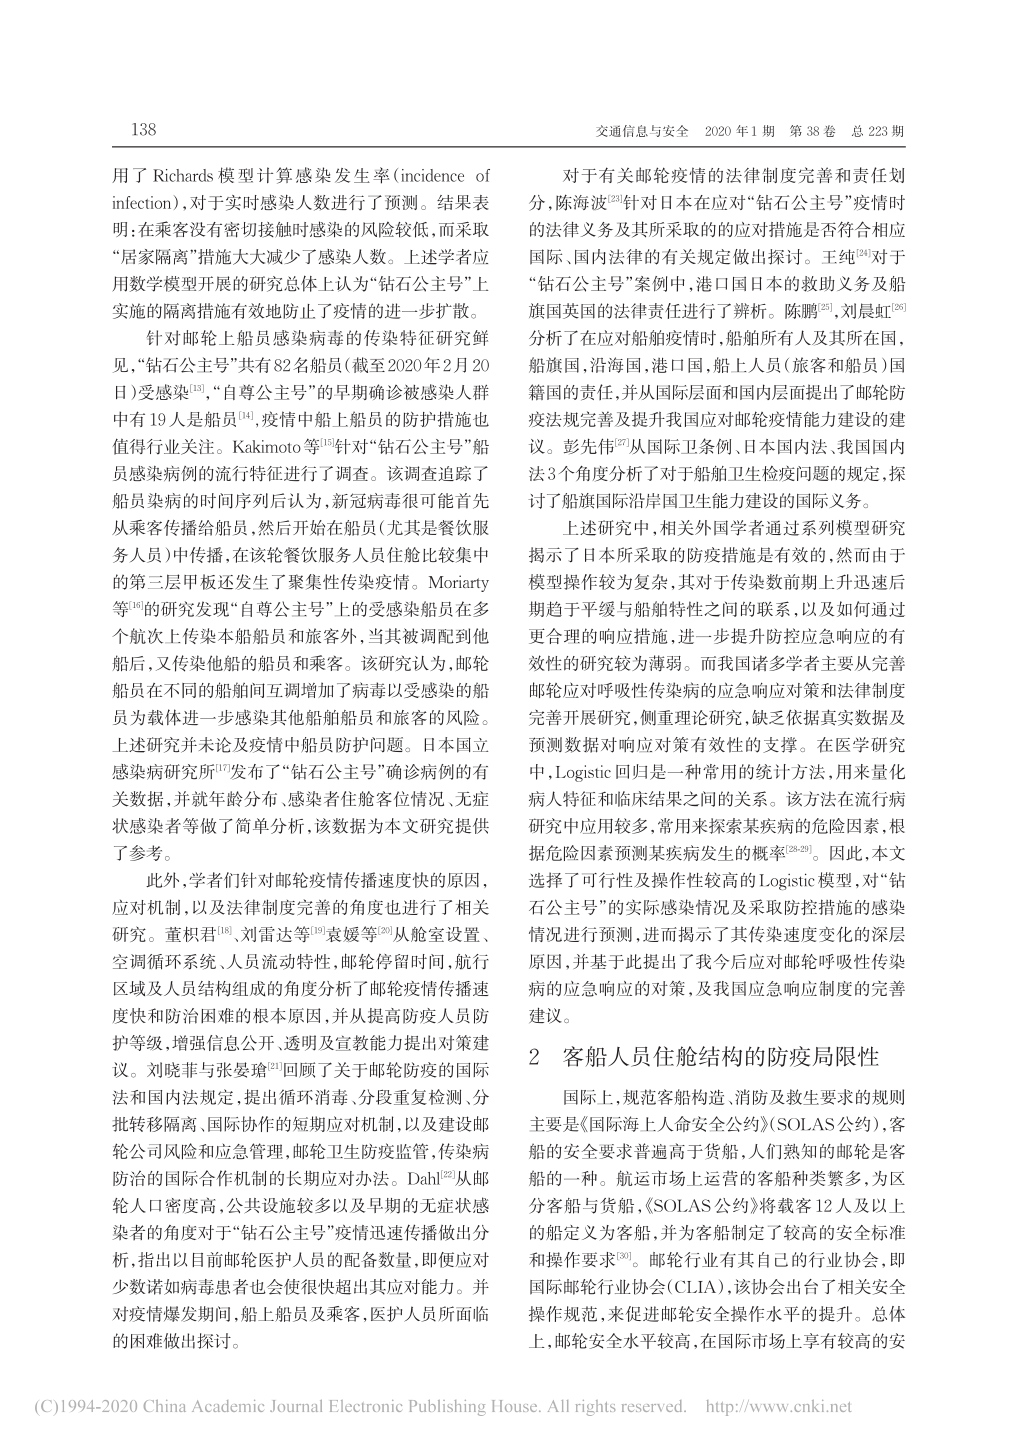 138
交通信息与安全 2020 年 1 期 第 38 卷 总 223 期
用了 Richards 模型计算感染发生率(incidence of
infection),对于实时感染人数进行了预测。结果表
明:在乘客没有密切接触时感染的风险较低,而采取
“居家隔离”措施大大减少了感染人数。上述学者应
用数学模型开展的研究总体上认为“钻石公主号”上
实施的隔离措施有效地防止了疫情的进一步扩散。
针对邮轮上船员感染病毒的传染特征研究鲜
见,“钻石公主号”共有82名船员(截至2020年2月20
日)受感染[13],“自尊公主号”的早期确诊被感染人群
中有19人是船员[14],疫情中船上船员的防护措施也
值得行业关注。Kakimoto等[15]针对“钻石公主号”船
员感染病例的流行特征进行了调查。该调查追踪了
船员染病的时间序列后认为,新冠病毒很可能首先
从乘客传播给船员,然后开始在船员(尤其是餐饮服
务人员)中传播,在该轮餐饮服务人员住舱比较集中
的第三层甲板还发生了聚集性传染疫情。Moriarty
等[16]的研究发现“自尊公主号”上的受感染船员在多
个航次上传染本船船员和旅客外,当其被调配到他
船后,又传染他船的船员和乘客。该研究认为,邮轮
船员在不同的船舶间互调增加了病毒以受感染的船
员为载体进一步感染其他船舶船员和旅客的风险。
上述研究并未论及疫情中船员防护问题。日本国立
感染病研究所[17]发布了“钻石公主号”确诊病例的有
关数据,并就年龄分布、感染者住舱客位情况、无症
状感染者等做了简单分析,该数据为本文研究提供
了参考。
此外,学者们针对邮轮疫情传播速度快的原因,
应对机制,以及法律制度完善的角度也进行了相关
研究。董枳君[18]、刘雷达等[19]袁媛等[20]从舱室设置、
空调循环系统、人员流动特性,邮轮停留时间,航行
区域及人员结构组成的角度分析了邮轮疫情传播速
度快和防治困难的根本原因,并从提高防疫人员防
护等级,增强信息公开、透明及宣教能力提出对策建
议。刘晓菲与张晏瑲[21]回顾了关于邮轮防疫的国际
法和国内法规定,提出循环消毒、分段重复检测、分
批转移隔离、国际协作的短期应对机制,以及建设邮
轮公司风险和应急管理,邮轮卫生防疫监管,传染病
防治的国际合作机制的长期应对办法。Dahl[22]从邮
轮人口密度高,公共设施较多以及早期的无症状感
染者的角度对于“钻石公主号”疫情迅速传播做出分
析,指出以目前邮轮医护人员的配备数量,即便应对
少数诺如病毒患者也会使很快超出其应对能力。并
对疫情爆发期间,船上船员及乘客,医护人员所面临
的困难做出探讨。
对于有关邮轮疫情的法律制度完善和责任划
分,陈海波[23]针对日本在应对“钻石公主号”疫情时
的法律义务及其所采取的的应对措施是否符合相应
国际、国内法律的有关规定做出探讨。王纯[24]对于
“钻石公主号”案例中,港口国日本的救助义务及船
旗国英国的法律责任进行了辨析。陈鹏[25],刘晨虹[26]
分析了在应对船舶疫情时,船舶所有人及其所在国,
船旗国,沿海国,港口国,船上人员(旅客和船员)国
籍国的责任,并从国际层面和国内层面提出了邮轮防
疫法规完善及提升我国应对邮轮疫情能力建设的建
议。彭先伟[27]从国际卫条例、日本国内法、我国国内
法3个角度分析了对于船舶卫生检疫问题的规定,探
讨了船旗国际沿岸国卫生能力建设的国际义务。
上述研究中,相关外国学者通过系列模型研究
揭示了日本所采取的防疫措施是有效的,然而由于
模型操作较为复杂,其对于传染数前期上升迅速后
期趋于平缓与船舶特性之间的联系,以及如何通过
更合理的响应措施,进一步提升防控应急响应的有
效性的研究较为薄弱。而我国诸多学者主要从完善
邮轮应对呼吸性传染病的应急响应对策和法律制度
完善开展研究,侧重理论研究,缺乏依据真实数据及
预测数据对响应对策有效性的支撑。在医学研究
中,Logistic回归是一种常用的统计方法,用来量化
病人特征和临床结果之间的关系。该方法在流行病
研究中应用较多,常用来探索某疾病的危险因素,根
据危险因素预测某疾病发生的概率[28-29]。因此,本文
选择了可行性及操作性较高的Logistic模型,对“钻
石公主号”的实际感染情况及采取防控措施的感染
情况进行预测,进而揭示了其传染速度变化的深层
原因,并基于此提出了我今后应对邮轮呼吸性传染
病的应急响应的对策,及我国应急响应制度的完善
建议。
2 客船人员住舱结构的防疫局限性
国际上,规范客船构造、消防及救生要求的规则
主要是《国际海上人命安全公约》(SOLAS公约),客
船的安全要求普遍高于货船,人们熟知的邮轮是客
船的一种。航运市场上运营的客船种类繁多,为区
分客船与货船,《SOLAS公约》将载客12人及以上
的船定义为客船,并为客船制定了较高的安全标准
和操作要求[30]。邮轮行业有其自己的行业协会,即
国际邮轮行业协会(CLIA),该协会出台了相关安全
操作规范,来促进邮轮安全操作水平的提升。总体
上,邮轮安全水平较高,在国际市场上享有较高的安
(C)1994-2020 China Academic Journal Electronic Publishing House. All rights reserved. http://www.cnki.net